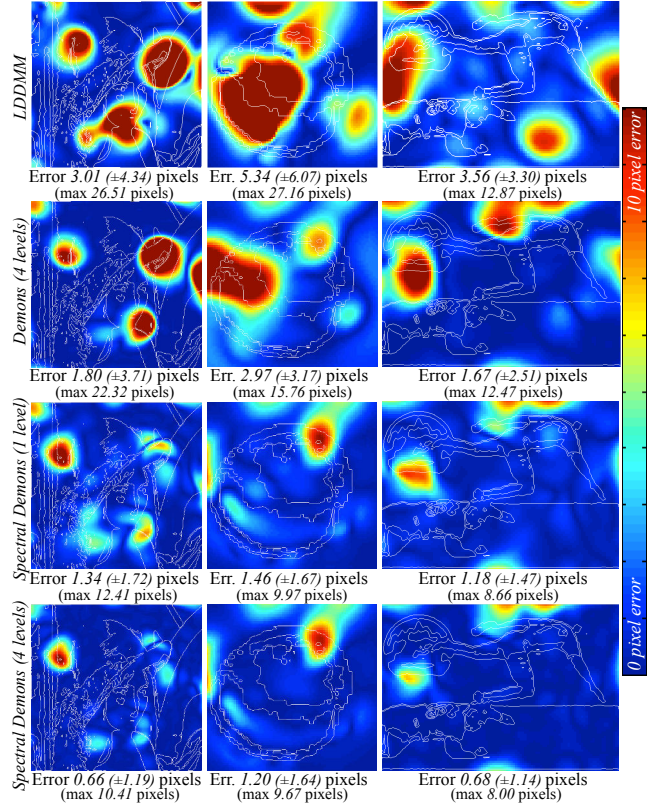 LDDMM
Error 3.01 (±4.34) pixels
(max 26.51 pixels)
Err. 5.34 (±6.07) pixels
(max 27.16 pixels)
Error 3.56 (±3.30) pixels
(max 12.87 pixels)
Demons (4 levels)
Error 1.80 (±3.71) pixels
(max 22.32 pixels)
Err. 2.97 (±3.17) pixels
(max 15.76 pixels)
Error 1.67 (±2.51) pixels
(max 12.47 pixels)
Spectral Demons (1 level)
Error 1.34 (±1.72) pixels
(max 12.41 pixels)
Err. 1.46 (±1.67) pixels
(max 9.97 pixels)
Error 1.18 (±1.47) pixels
(max 8.66 pixels)
Spectral Demons (4 levels)
Error 0.66 (±1.19) pixels
(max 10.41 pixels)
Err. 1.20 (±1.64) pixels
(max 9.67 pixels)
Error 0.68 (±1.14) pixels
(max 8.00 pixels)
10 pixel error
0 pixel error